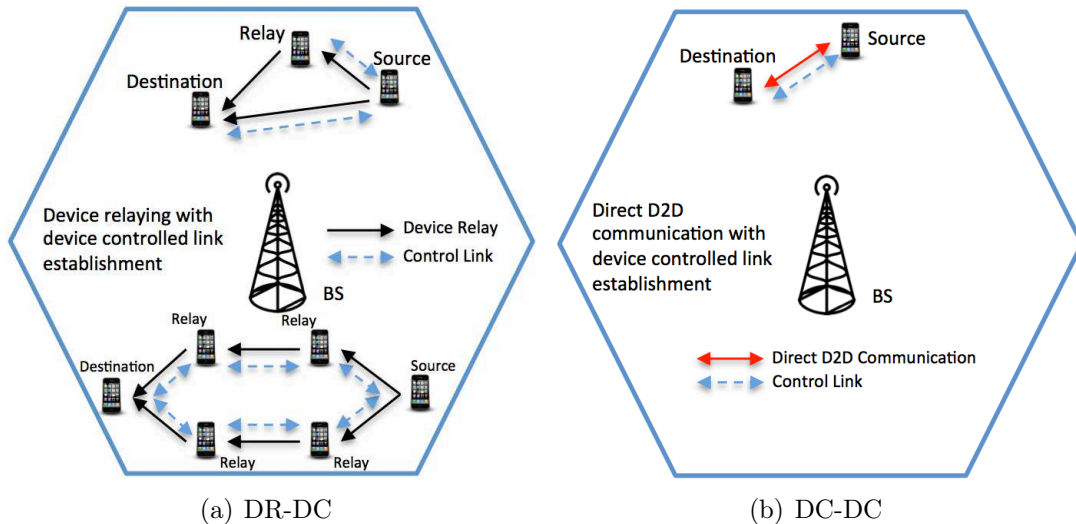 Relay
Source
Destination
Device relaying with
device controlled link
establishment
Device Relay
Control Link
BS
Relay
Relay
Destination
Source
Relay
Relay
(a) DR-DC
Source
Destination
Direct D2D
communication with
device controlled link
establishment
BS
Direct D2D Communication
Control Link
(b) DC-DC